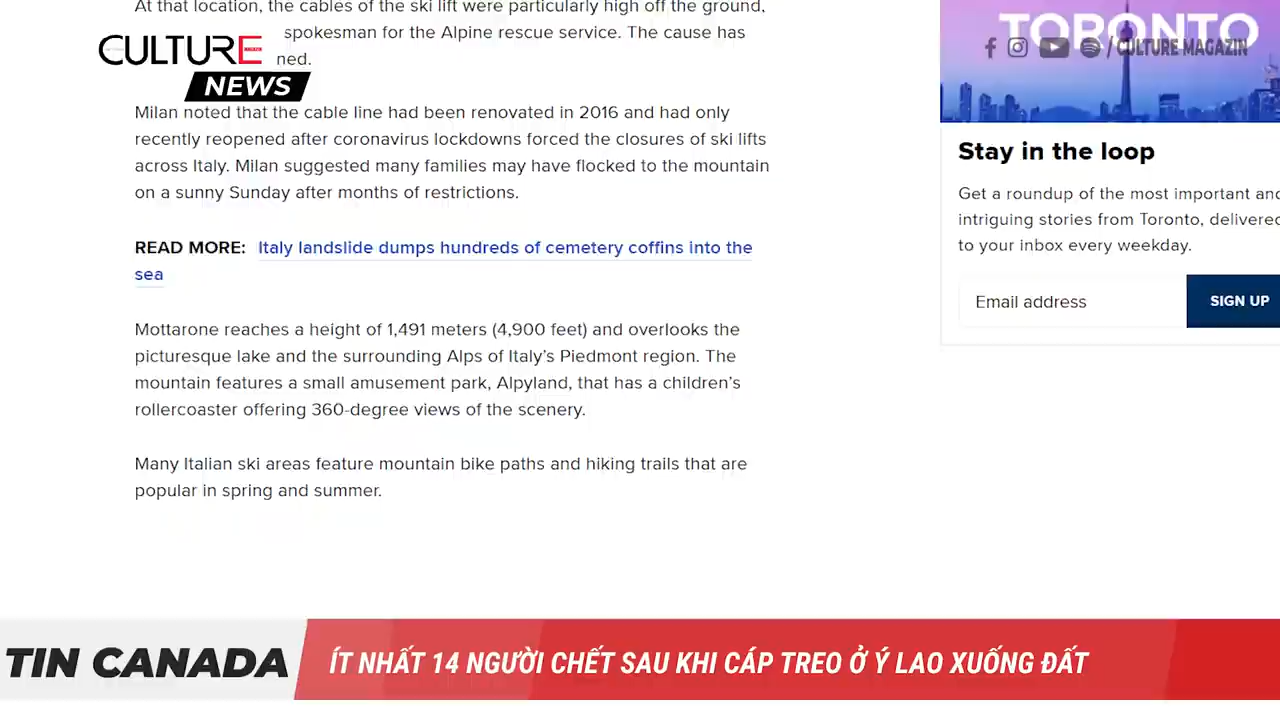 At that location, the cables of the ski lift were particularly high off the ground,
spokesman for the Alpine rescue service. The cause has
ned.
CULTURE
NEWS
TORONTO
/ CULTURE MAGAZIN
Milan noted that the cable line had been renovated in 2016 and had only
recently reopened after coronavirus lockdowns forced the closures of ski lifts
across Italy. Milan suggested many families may have flocked to the mountain
on a sunny Sunday after months of restrictions.
READ MORE: Italy landslide dumps hundreds of cemetery coffins into the
sea
Mottarone reaches a height of 1,491 meters (4,900 feet) and overlooks the
picturesque lake and the surrounding Alps of Italy’s Piedmont region. The
mountain features a small amusement park, Alpyland, that has a children’s
rollercoaster offering 360-degree views of the scenery.
Many Italian ski areas feature mountain bike paths and hiking trails that are
popular in spring and summer.
Stay in the loop
Get a roundup of the most important and
intriguing stories from Toronto, delivered
to your inbox every weekday.
Email address
SIGN UP
TIN CANADA
ÍT NHẤT 14 NGƯỜI CHẾT SAU KHI CÁP TREO Ở Ý LAO XUỐNG ĐẤT